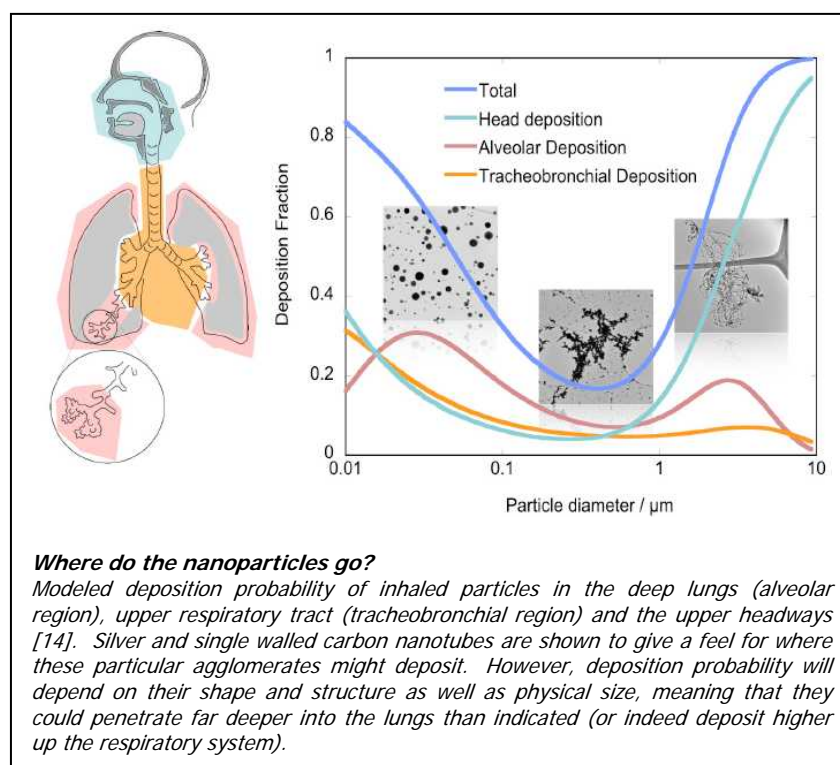 1
Total
Head deposition
Alveolar Deposition
Tracheobronchial Deposition
0.8
0.6
0.4
0.2
0
Deposition Fraction
0.01
0.1
1
10
Particle diameter / μm
Where do the nanoparticles go?
Modeled deposition probability of inhaled particles in the deep lungs (alveolar
region), upper respiratory tract (tracheobronchial region) and the upper headways
[14]. Silver and single walled carbon nanotubes are shown to give a feel for where
these particular agglomerates might deposit. However, deposition probability will
depend on their shape and structure as well as physical size, meaning that they
could penetrate far deeper into the lungs than indicated (or indeed deposit higher
up the respiratory system).